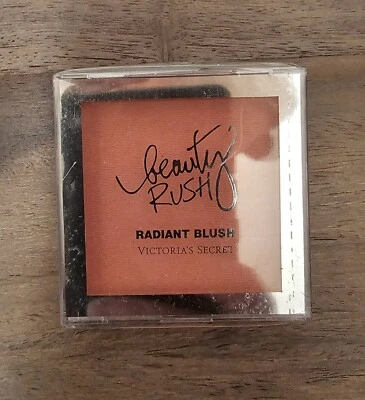 beauty
RUSH
RADIANT BLUSH
VICTORIA'S SECRET